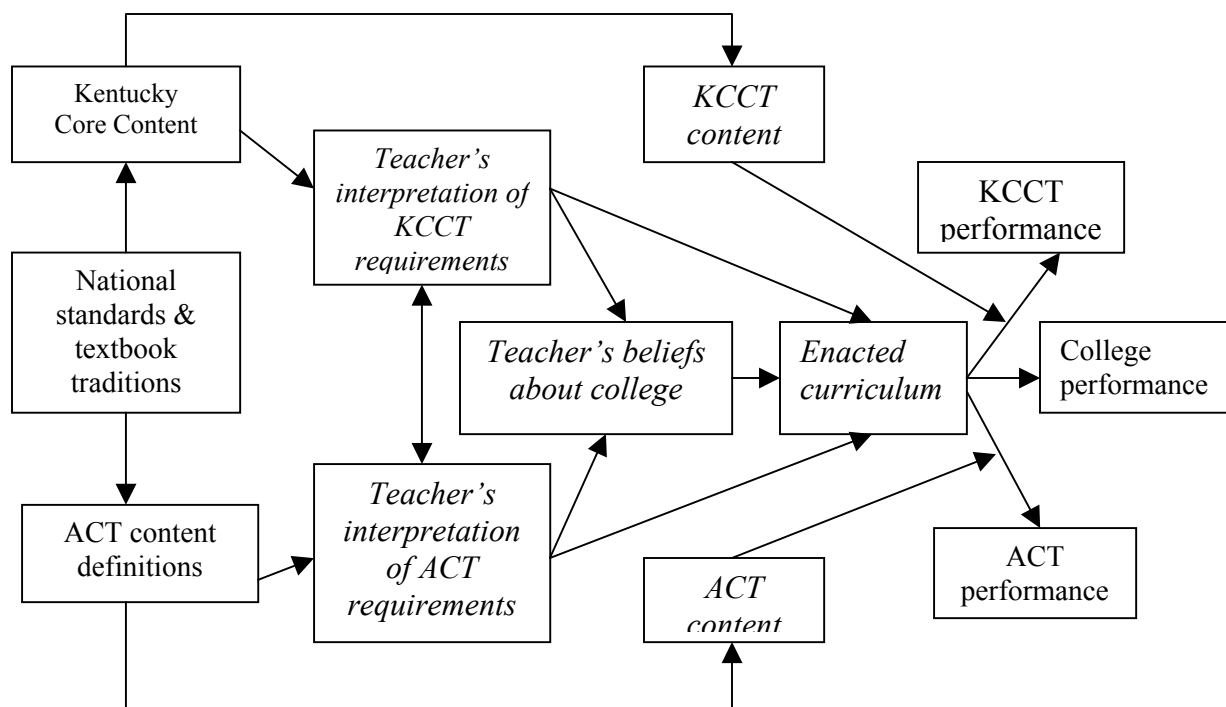 Kentucky
Core Content
KCCT
content
Teacher’s
interpretation of
KCCT
requirements
KCCT
performance
National
standards &
textbook
traditions
Teacher’s beliefs
about college
Enacted
curriculum
College
performance
ACT content
definitions
Teacher’s
interpretation
of ACT
requirements
ACT
content
ACT
performance